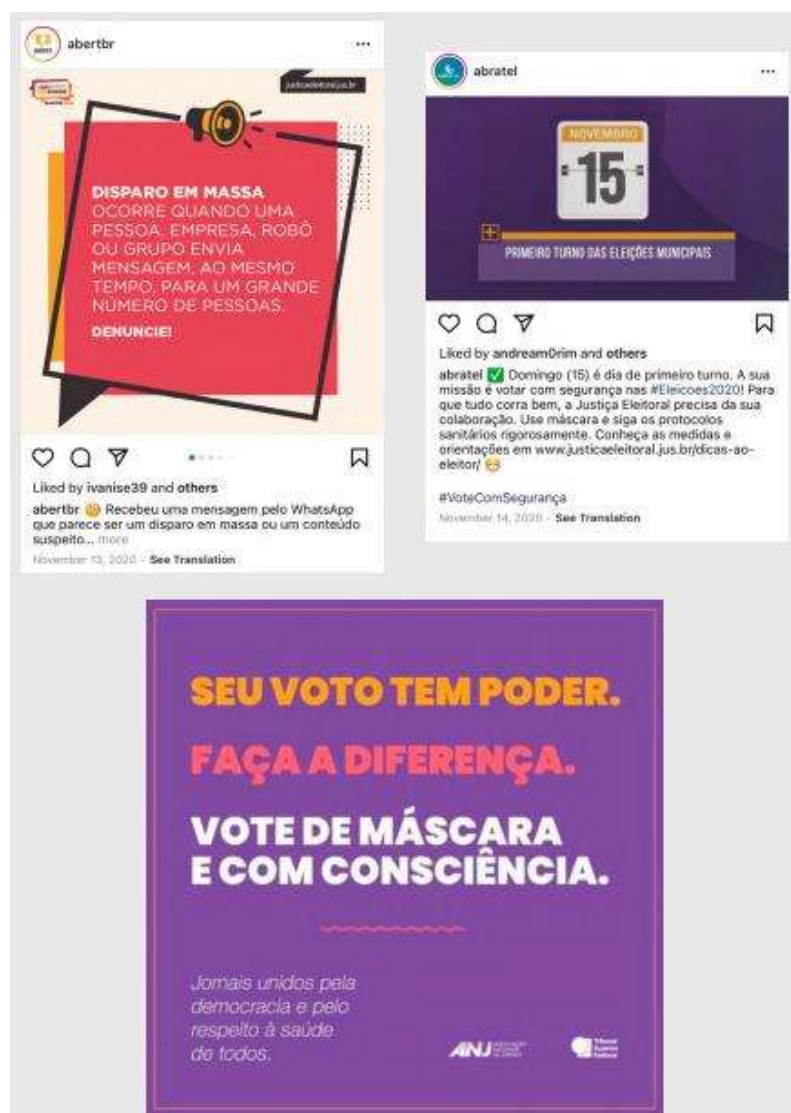 abertbr
justicaeleitoral.jus.br
DISPARO EM MASSA
OCORRE QUANDO UMA
PESSOA, EMPRESA, ROBÔ
OU GRUPO ENVIA
MENSAGEM, AO MESMO
TEMPO, PARA UM GRANDE
NÚMERO DE PESSOAS.
DENUNCIE!
Liked by ivanise39 and others
abertbr Recebeu uma mensagem pelo WhatsApp
que parece ser um disparo em massa ou um conteúdo
suspeito... more
November 13, 2020 · See Translation
abratel
NOVEMBRO
15
PRIMEIRO TURNO DAS ELEIÇÕES MUNICIPAIS
Liked by andream0rim and others
abratel ✅ Domingo (15) é dia de primeiro turno. A sua
missão é votar com segurança nas #Eleicoes2020! Para
que tudo corra bem, a Justiça Eleitoral precisa da sua
colaboração. Use máscara e siga os protocolos
sanitários rigorosamente. Conheça as medidas e
orientações em www.justicaeleitoral.jus.br/dicas-ao-
eleitor/
#VoteComSegurança
November 14, 2020 · See Translation
SEU VOTO TEM PODER.
FAÇA A DIFERENÇA.
VOTE DE MÁSCARA
E COM CONSCIÊNCIA.
Jornais unidos pela
democracia e pelo
respeito à saúde
de todos.
ANJ
Tribunal
Superior
Eleitoral